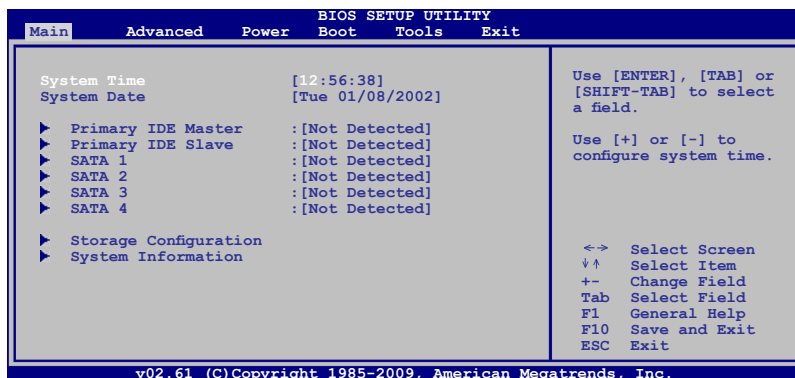 BIOS SETUP UTILITY
Main Advanced Power Boot Tools Exit
System Time [12:56:38]
System Date [Tue 01/08/2002]
Primary IDE Master :[Not Detected]
Primary IDE Slave :[Not Detected]
SATA 1 :[Not Detected]
SATA 2 :[Not Detected]
SATA 3 :[Not Detected]
SATA 4 :[Not Detected]
Storage Configuration
System Information
Use [ENTER], [TAB] or
[SHIFT-TAB] to select
a field.
Use [+] or [-] to
configure system time.
←→ Select Screen
↓↑ Select Item
+- Change Field
Tab Select Field
F1 General Help
F10 Save and Exit
ESC Exit
v02.61 (C)Copyright 1985-2009, American Megatrends, Inc.